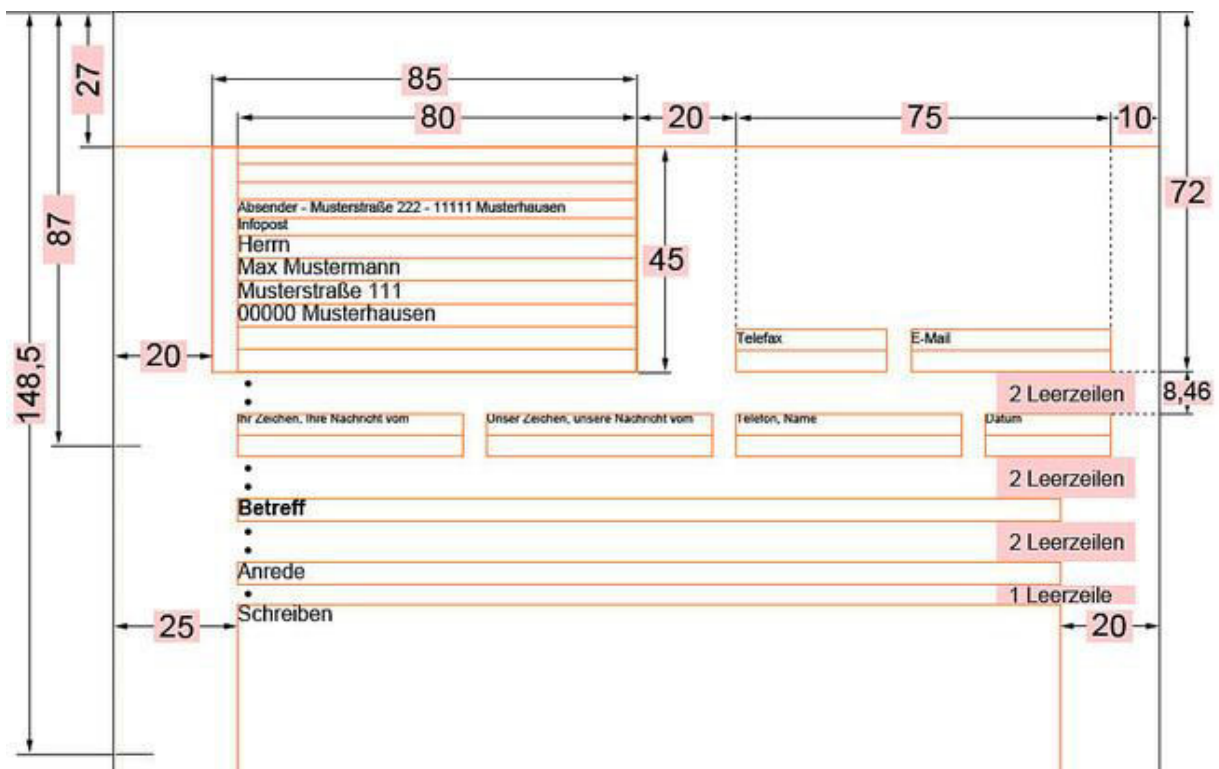 85
80
20
75
10
27
72
Absender - Musterstraße 222 - 11111 Musterhausen
Infopost
Herrn
Max Mustermann
Musterstraße 111
00000 Musterhausen
87
45
20
148,5
Telefax
E-Mail
2 Leerzeilen
8,46
Ihr Zeichen, Ihre Nachricht vom
Unser Zeichen, unsere Nachricht vom
Telefon, Name
Datum
2 Leerzeilen
Betreff
2 Leerzeilen
Anrede
1 Leerzeile
Schreiben
25
20